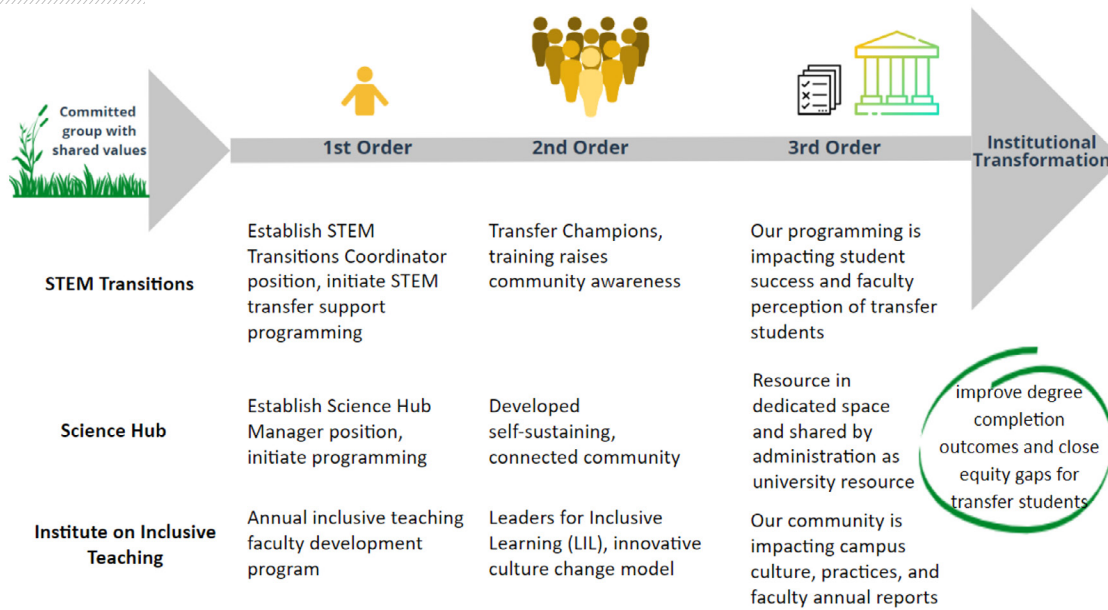 Committed
group with
shared values
1st Order
2nd Order
3rd Order
Institutional
Transformation
STEM Transitions
Establish STEM
Transitions Coordinator
position, initiate STEM
transfer support
programming
Transfer Champions,
training raises
community awareness
Our programming is
impacting student
success and faculty
perception of transfer
students
Science Hub
Establish Science Hub
Manager position,
initiate programming
Developed
self-sustaining,
connected community
Resource in
dedicated space
and shared by
administration as
university resource
improve degree
completion
outcomes and close
equity gaps for
transfer students
Institute on Inclusive
Teaching
Annual inclusive teaching
faculty development
program
Leaders for Inclusive
Learning (LIL), innovative
culture change model
Our community is
impacting campus
culture, practices, and
faculty annual reports